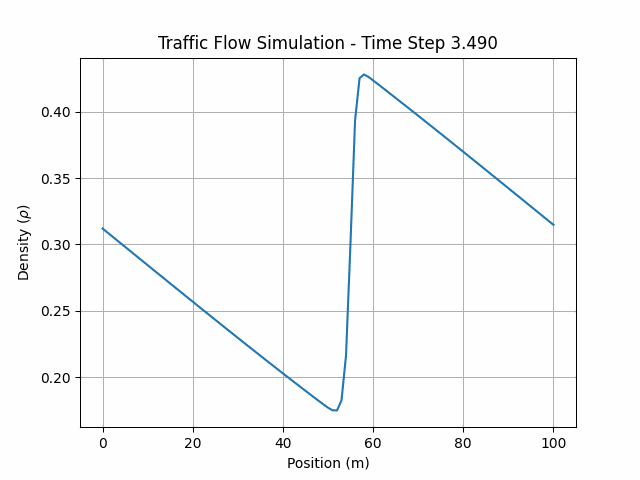 Traffic Flow Simulation - Time Step 3.490
0.40
0.35
0.30
0.25
0.20
Density (ρ)
0 20 40 60 80 100
Position (m)